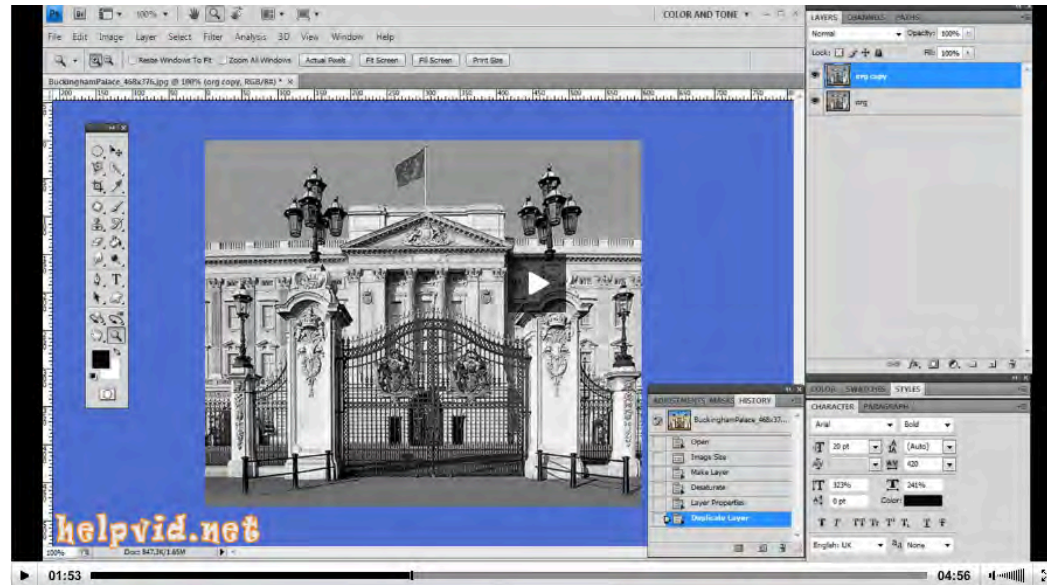 Ps Br 100% COLOR AND TONE
File Edit Image Layer Select Filter Analysis 3D View Window Help
Resize Windows To Fit Zoom All Windows Actual Pixels Fit Screen Fill Screen Print Size
BuckinghamPalace_468x376.jpg @ 100% (org copy, RGB/8#) *
LAYERS CHANNELS PATHS
Normal Opacity: 100%
Lock: Fill: 100%
org copy
org
ADJUSTMENTS MASKS HISTORY
BuckinghamPalace_468x37...
Open
Image Size
Make Layer
Desaturate
Layer Properties
Duplicate Layer
COLOR SWATCHES STYLES
CHARACTER PARAGRAPH
Arial Bold
20 pt (Auto)
420
323% 241%
0 pt Color:
English: UK None
helpvid.net
100% Doc: 847.3K/1.65M
01:53 04:56